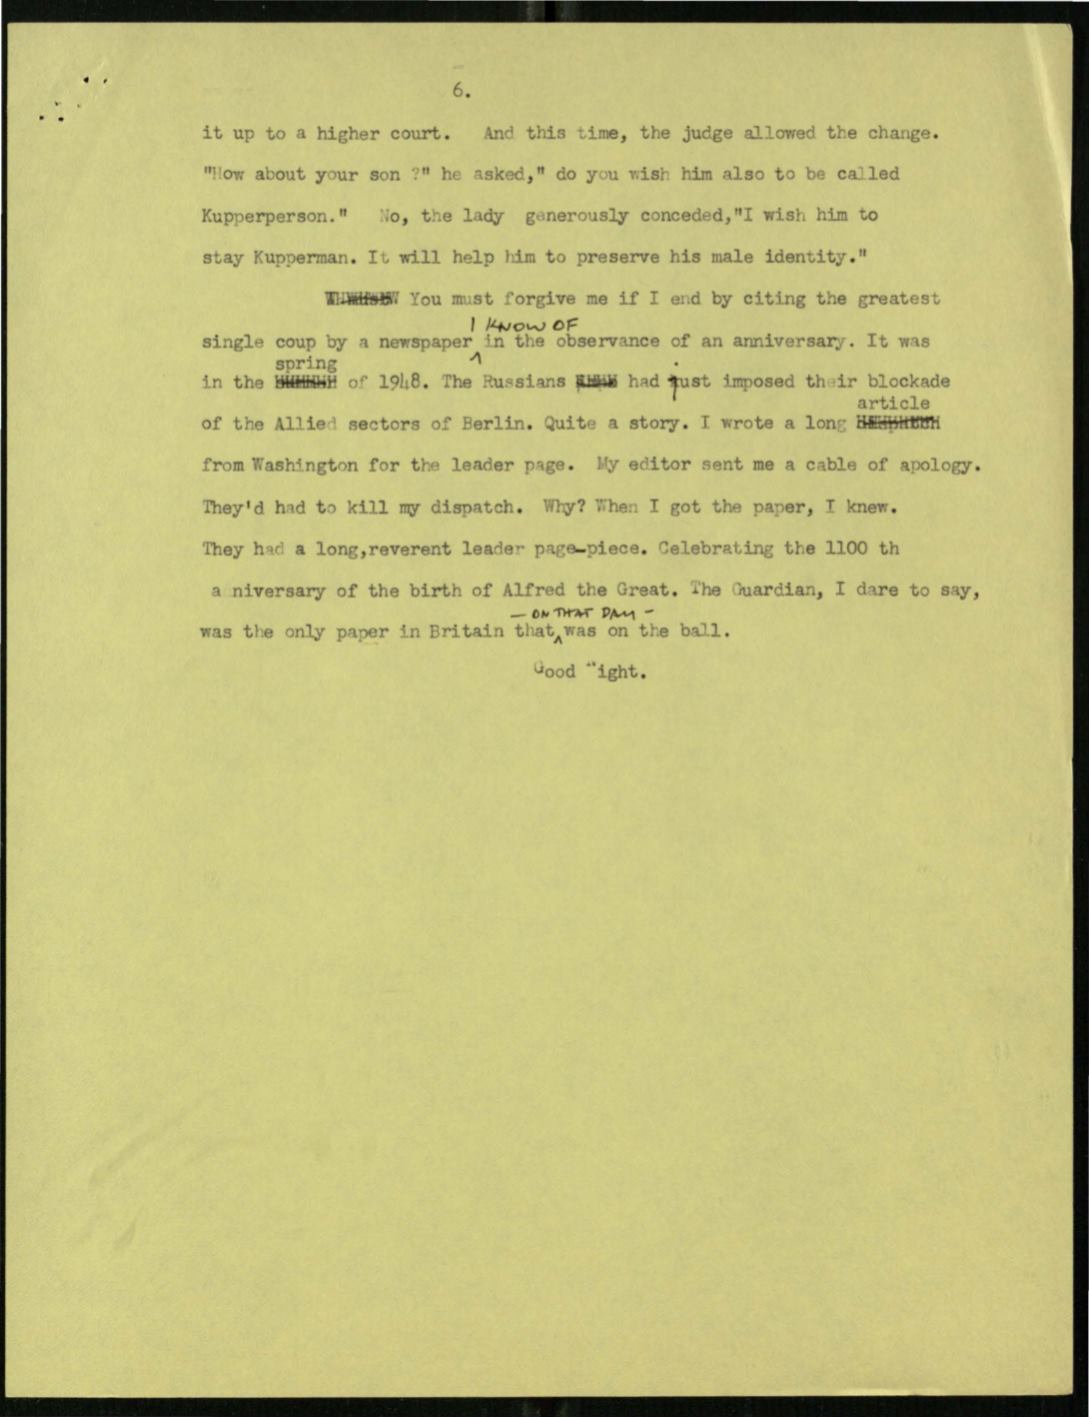 6.
it up to a higher court. And this time, the judge allowed the change.
"How about your son ?" he asked," do you wish him also to be called
Kupperperson." No, the lady generously conceded,"I wish him to
stay Kupperman. It will help him to preserve his male identity."
You must forgive me if I end by citing the greatest
I KNOW OF
single coup by a newspaper ^ in the observance of an anniversary. It was
spring
in the of 1948. The Russians had just imposed their blockade
article
of the Allied sectors of Berlin. Quite a story. I wrote a long
from Washington for the leader page. My editor sent me a cable of apology.
They'd had to kill my dispatch. Why? When I got the paper, I knew.
They had a long,reverent leader page-piece. Celebrating the 1100 th
a niversary of the birth of Alfred the Great. The Guardian, I dare to say,
— ON THAT DAY —
was the only paper in Britain that^was on the ball.
Good "ight.